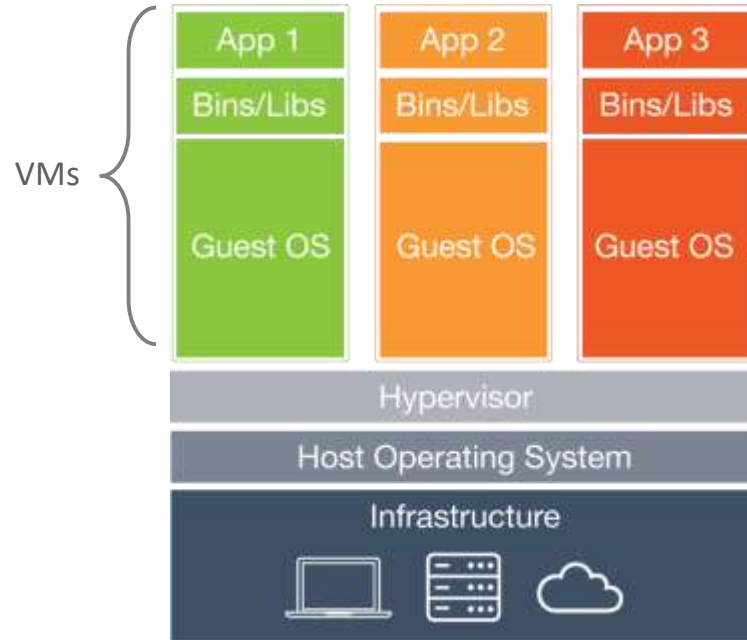 VMs
App 1
Bins/Libs
Guest OS
App 2
Bins/Libs
Guest OS
App 3
Bins/Libs
Guest OS
Hypervisor
Host Operating System
Infrastructure